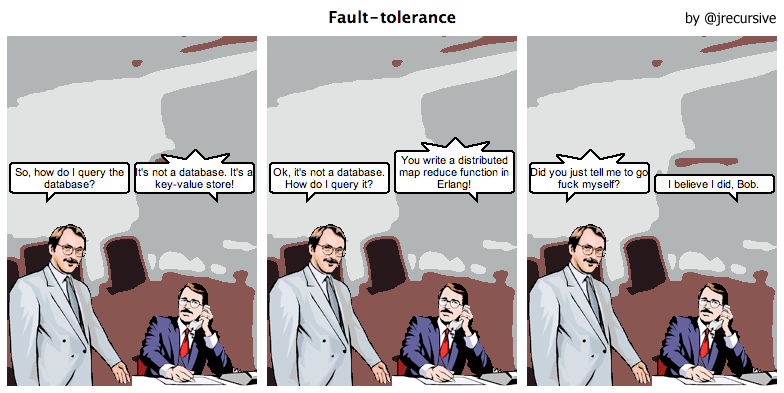 Fault-tolerance
by @jrecursive
So, how do I query the
database?
It's not a database. It's a
key-value store!
Ok, it's not a database.
How do I query it?
You write a distributed
map reduce function in
Erlang!
Did you just tell me to go
fuck myself?
I believe I did, Bob.